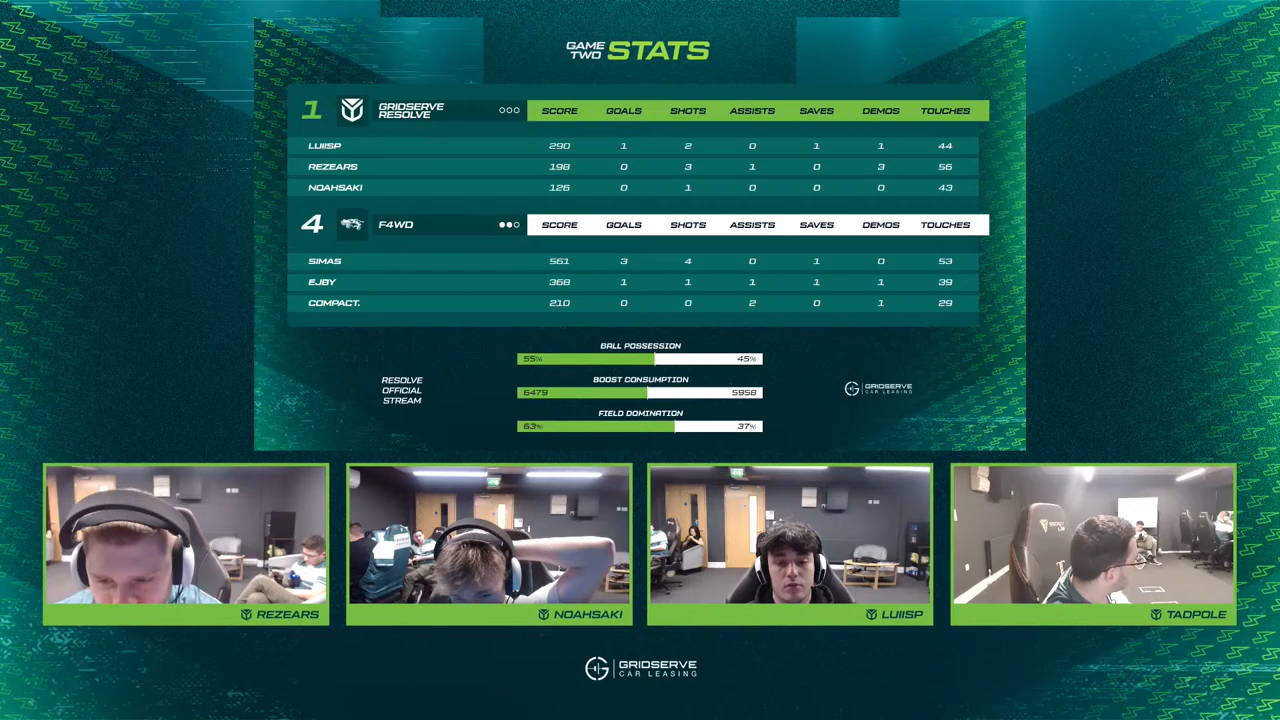 GAME TWO STATS
1 GRIDSERVE RESOLVE SCORE GOALS SHOTS ASSISTS SAVES DEMOS TOUCHES
LUIISP 290 1 2 0 1 1 44
REZEARS 198 0 3 1 0 3 56
NOAHSAKI 126 0 1 0 0 0 43
4 F4WD SCORE GOALS SHOTS ASSISTS SAVES DEMOS TOUCHES
SIMAS 561 3 4 0 1 0 53
EJBY 368 1 1 1 1 1 39
COMPACT. 210 0 0 2 0 1 29
BALL POSSESSION
55% 45%
BOOST CONSUMPTION
6479 5958
FIELD DOMINATION
63% 37%
RESOLVE
OFFICIAL
STREAM
GRIDSERVE
CAR LEASING
REZEARS
NOAHSAKI
LUIISP
TADPOLE
GRIDSERVE
CAR LEASING